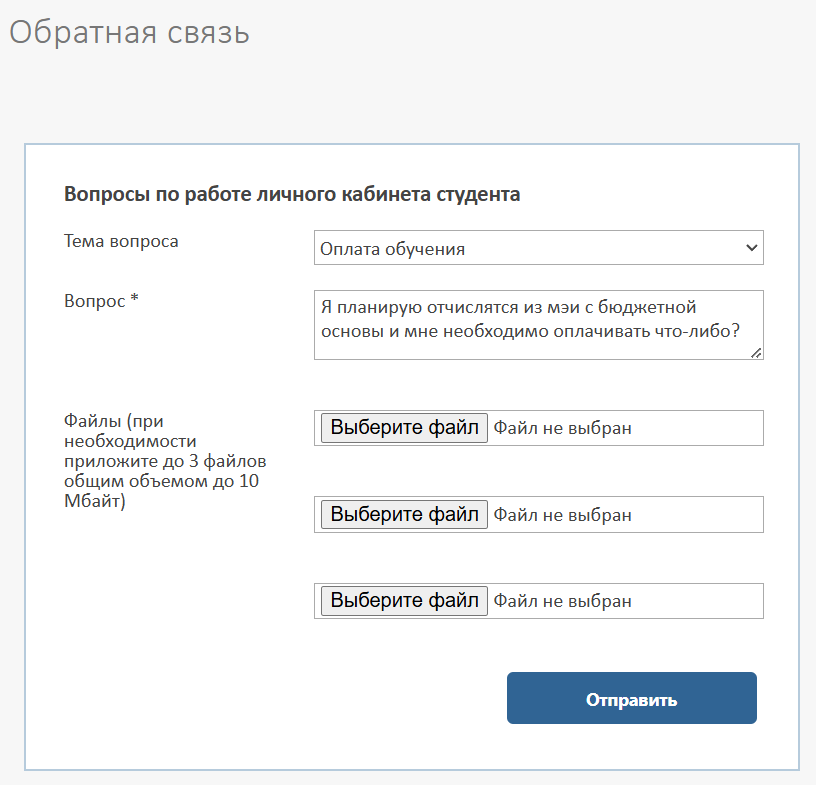 Обратная связь
Вопросы по работе личного кабинета студента
Тема вопроса
Оплата обучения
Вопрос *
Я планирую отчислятся из мэи с бюджетной
основы и мне необходимо оплачивать что-либо?
Файлы (при
необходимости
приложите до 3 файлов
общим объемом до 10
Мбайт)
Выберите файл Файл не выбран
Выберите файл Файл не выбран
Выберите файл Файл не выбран
Отправить